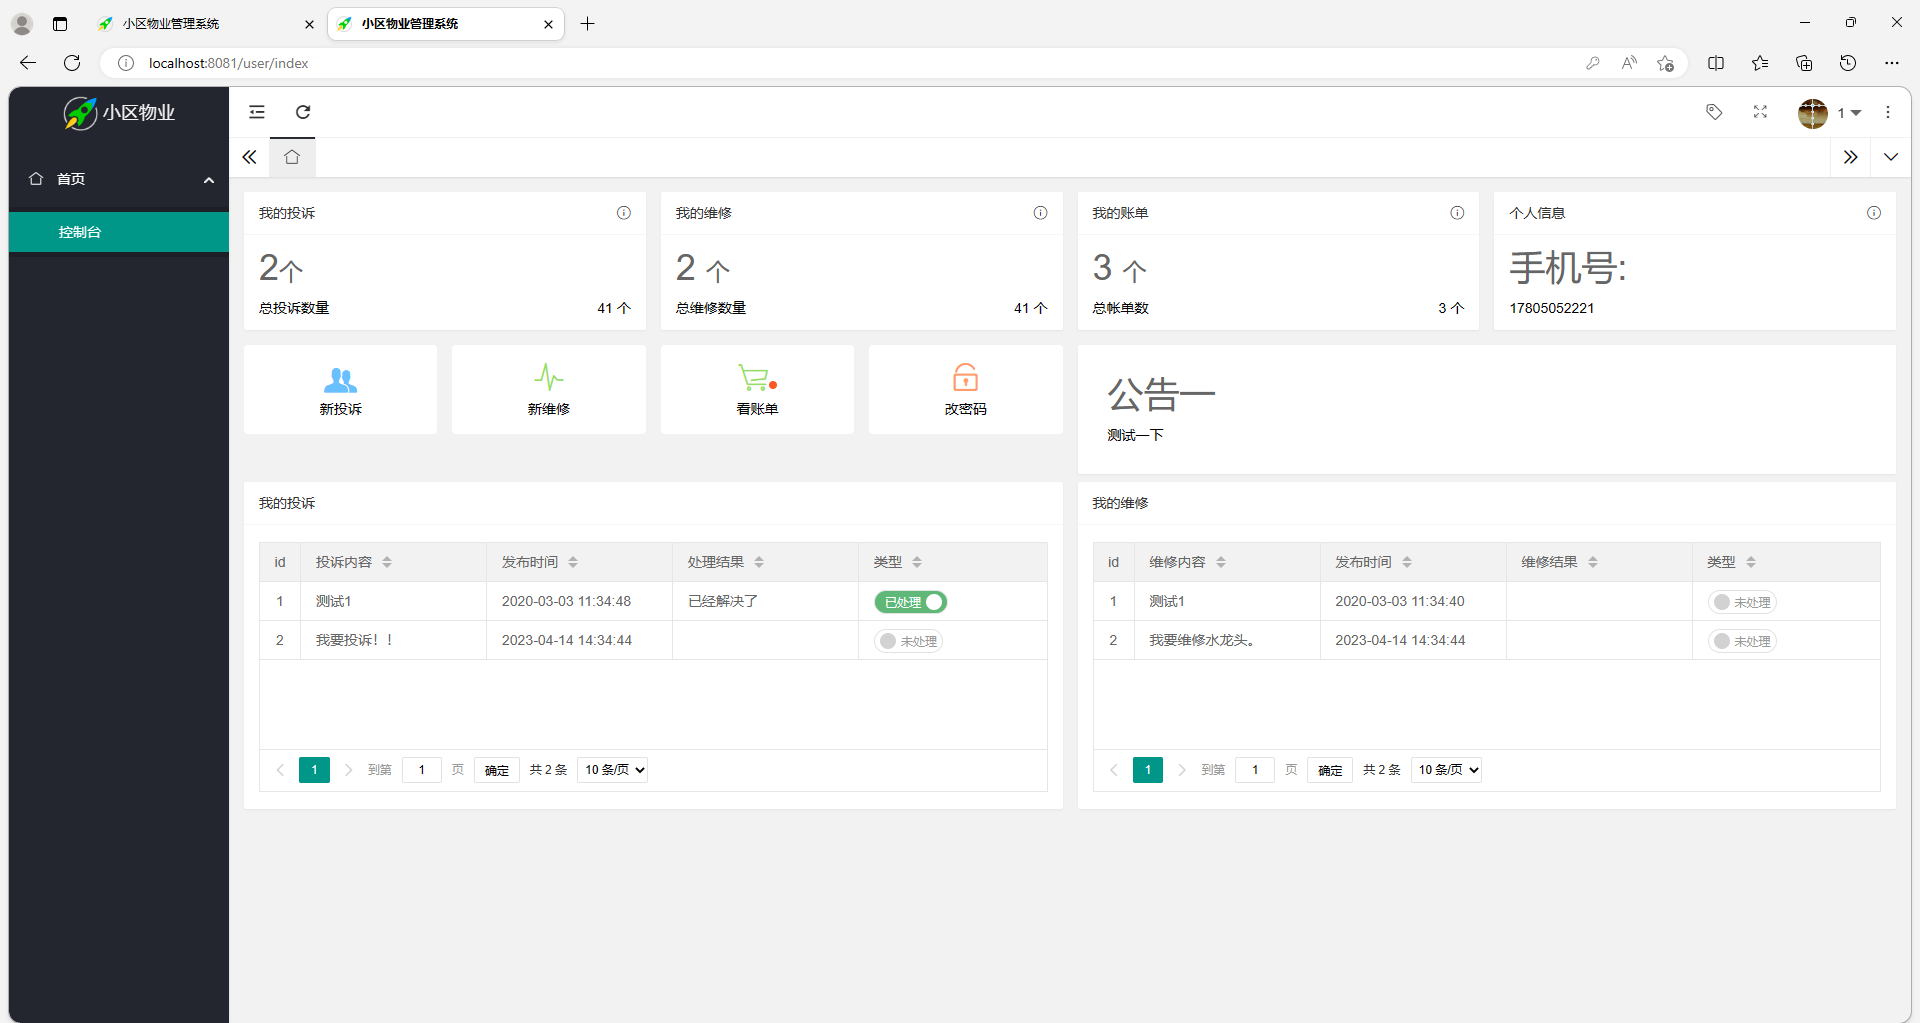 小区物业管理系统
小区物业管理系统
localhost:8081/user/index
小区物业
1
首页
控制台
我的投诉
2个
总投诉数量 41 个
我的维修
2 个
总维修数量 41 个
我的账单
3 个
总帐单数 3 个
个人信息
手机号:
17805052221
新投诉
新维修
看账单
改密码
公告一
测试一下
我的投诉
id 投诉内容 发布时间 处理结果 类型
1 测试1 2020-03-03 11:34:48 已经解决了 已处理
2 我要投诉！！ 2023-04-14 14:34:44 未处理
1 到第 1 页 确定 共 2 条 10 条/页
我的维修
id 维修内容 发布时间 维修结果 类型
1 测试1 2020-03-03 11:34:40 未处理
2 我要维修水龙头。 2023-04-14 14:34:44 未处理
1 到第 1 页 确定 共 2 条 10 条/页